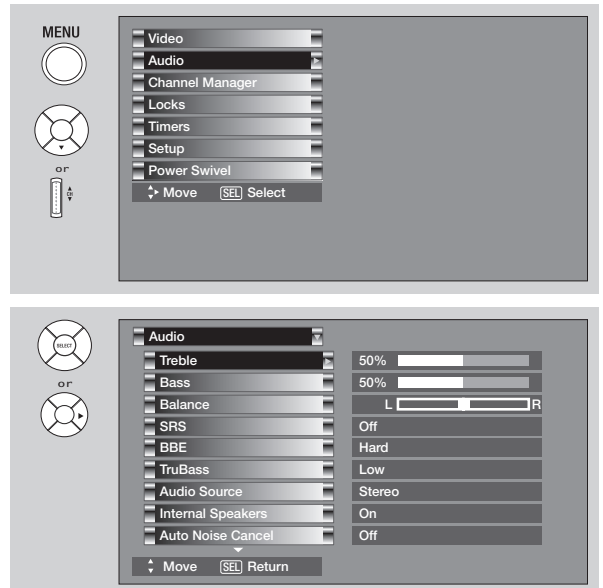 MENU
or
CH
Video
Audio
Channel Manager
Locks
Timers
Setup
Power Swivel
Move SEL Select
SELECT
or
Audio
Treble 50%
Bass 50%
Balance L R
SRS Off
BBE Hard
TruBass Low
Audio Source Stereo
Internal Speakers On
Auto Noise Cancel Off
Move SEL Return